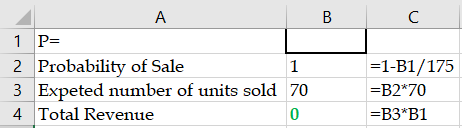 A B C
1 P=
2 Probability of Sale 1 =1-B1/175
3 Expeted number of units sold 70 =B2*70
4 Total Revenue 0 =B3*B1